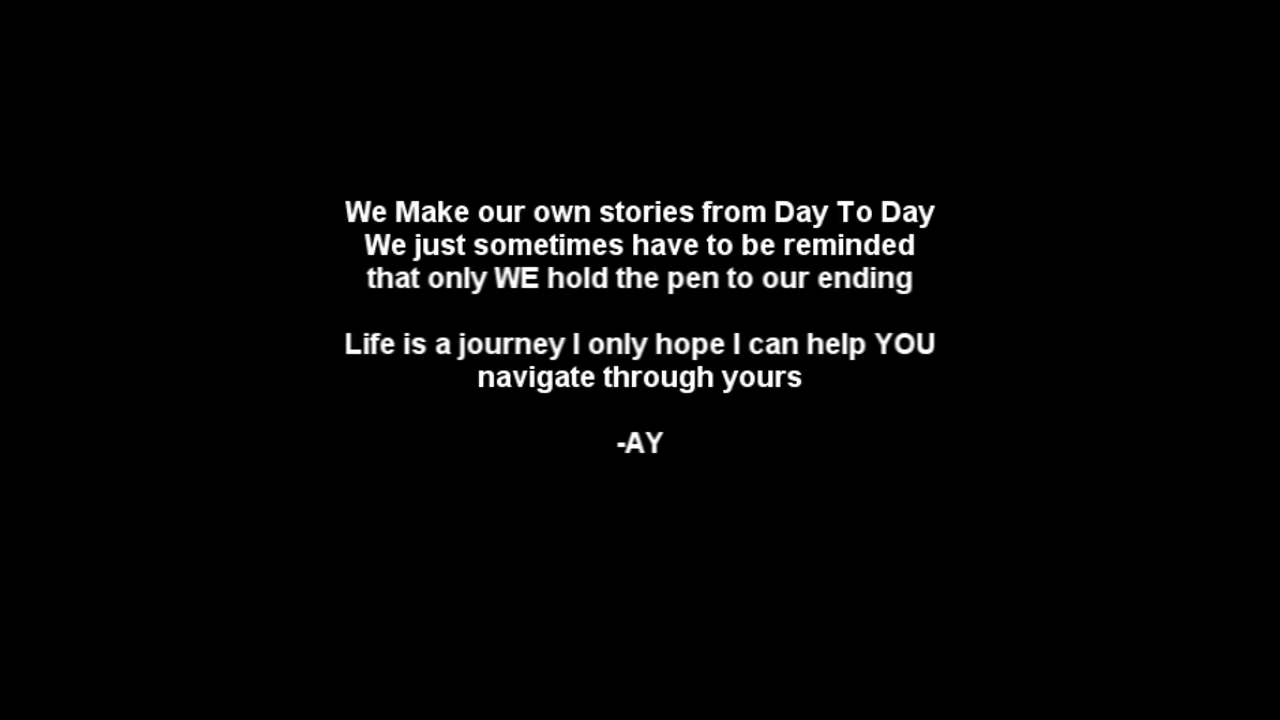 We Make our own stories from Day To Day
We just sometimes have to be reminded
that only WE hold the pen to our ending
Life is a journey I only hope I can help YOU
navigate through yours
-AY